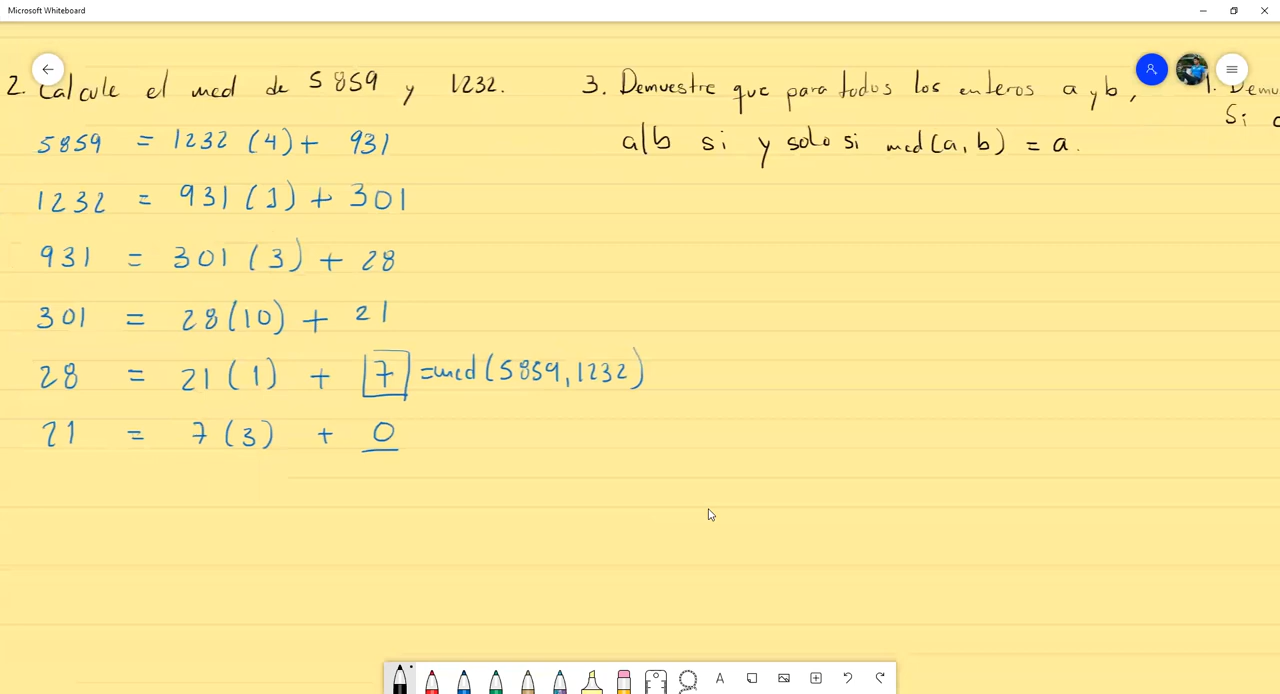 Microsoft Whiteboard
2. Calcule el mcd de 5859 y 1232.
5859 = 1232 (4) + 931
1232 = 931 (1) + 301
931 = 301 (3) + 28
301 = 28 (10) + 21
28 = 21 (1) + 7 = mcd (5859, 1232)
21 = 7 (3) + 0
3. Demuestre que para todos los enteros a y b,
a|b si y solo si mcd (a, b) = a.
Si
A